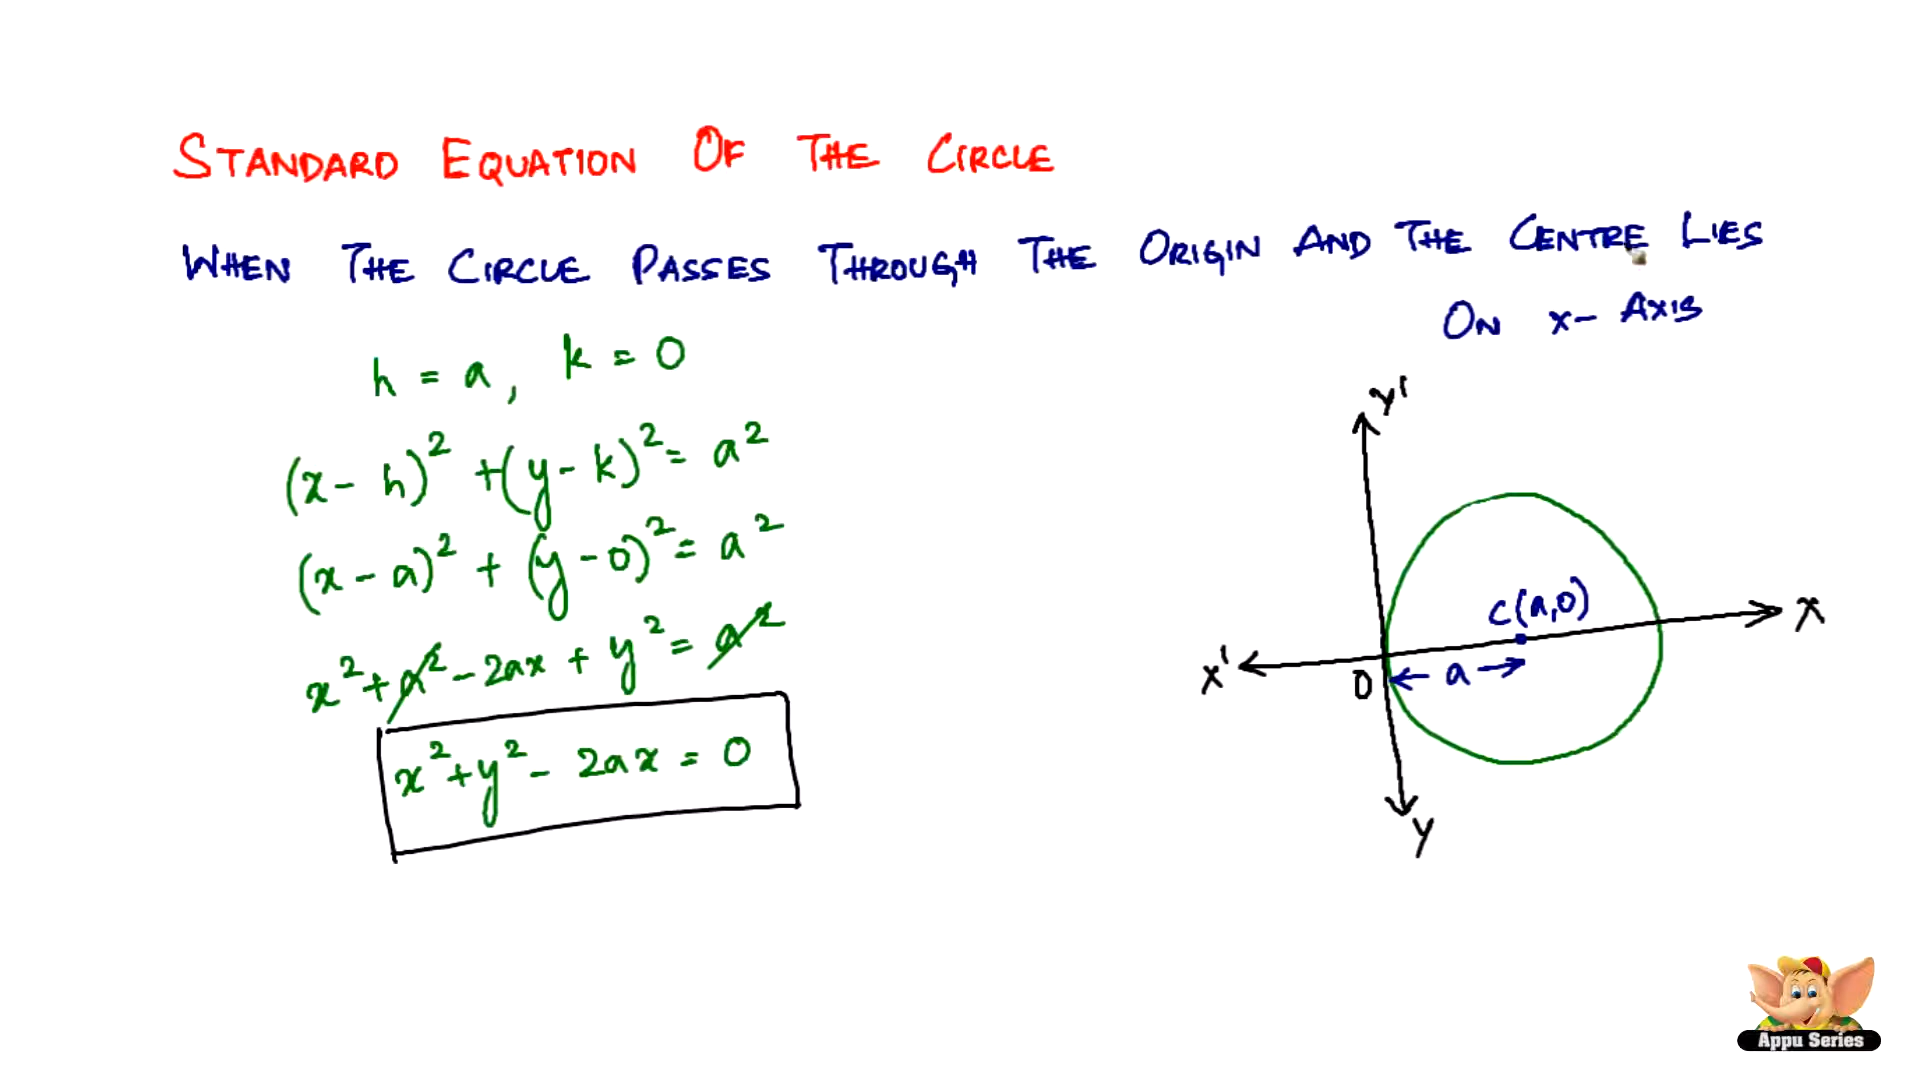 STANDARD EQUATION OF THE CIRCLE
WHEN THE CIRCLE PASSES THROUGH THE ORIGIN AND THE CENTRE LIES
ON x- AXIS
h = a, k = 0
(x - h)² + (y - k)² = a²
(x - a)² + (y - 0)² = a²
x² + a² - 2ax + y² = a²
x² + y² - 2ax = 0
Y'
C(a,0)
X
X'
O
a
Y
Appu Series